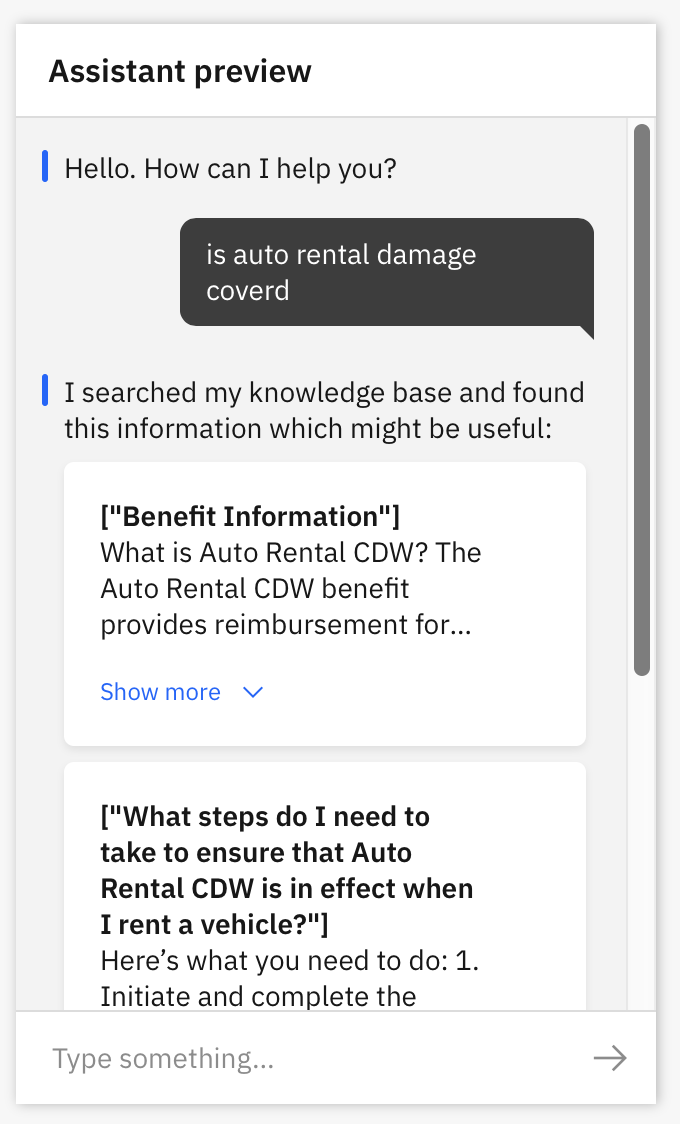 Assistant preview
Hello. How can I help you?
is auto rental damage
coverd
I searched my knowledge base and found
this information which might be useful:
["Benefit Information"]
What is Auto Rental CDW? The
Auto Rental CDW benefit
provides reimbursement for...
Show more
["What steps do I need to
take to ensure that Auto
Rental CDW is in effect when
I rent a vehicle?"]
Here’s what you need to do: 1.
Initiate and complete the
Type something...